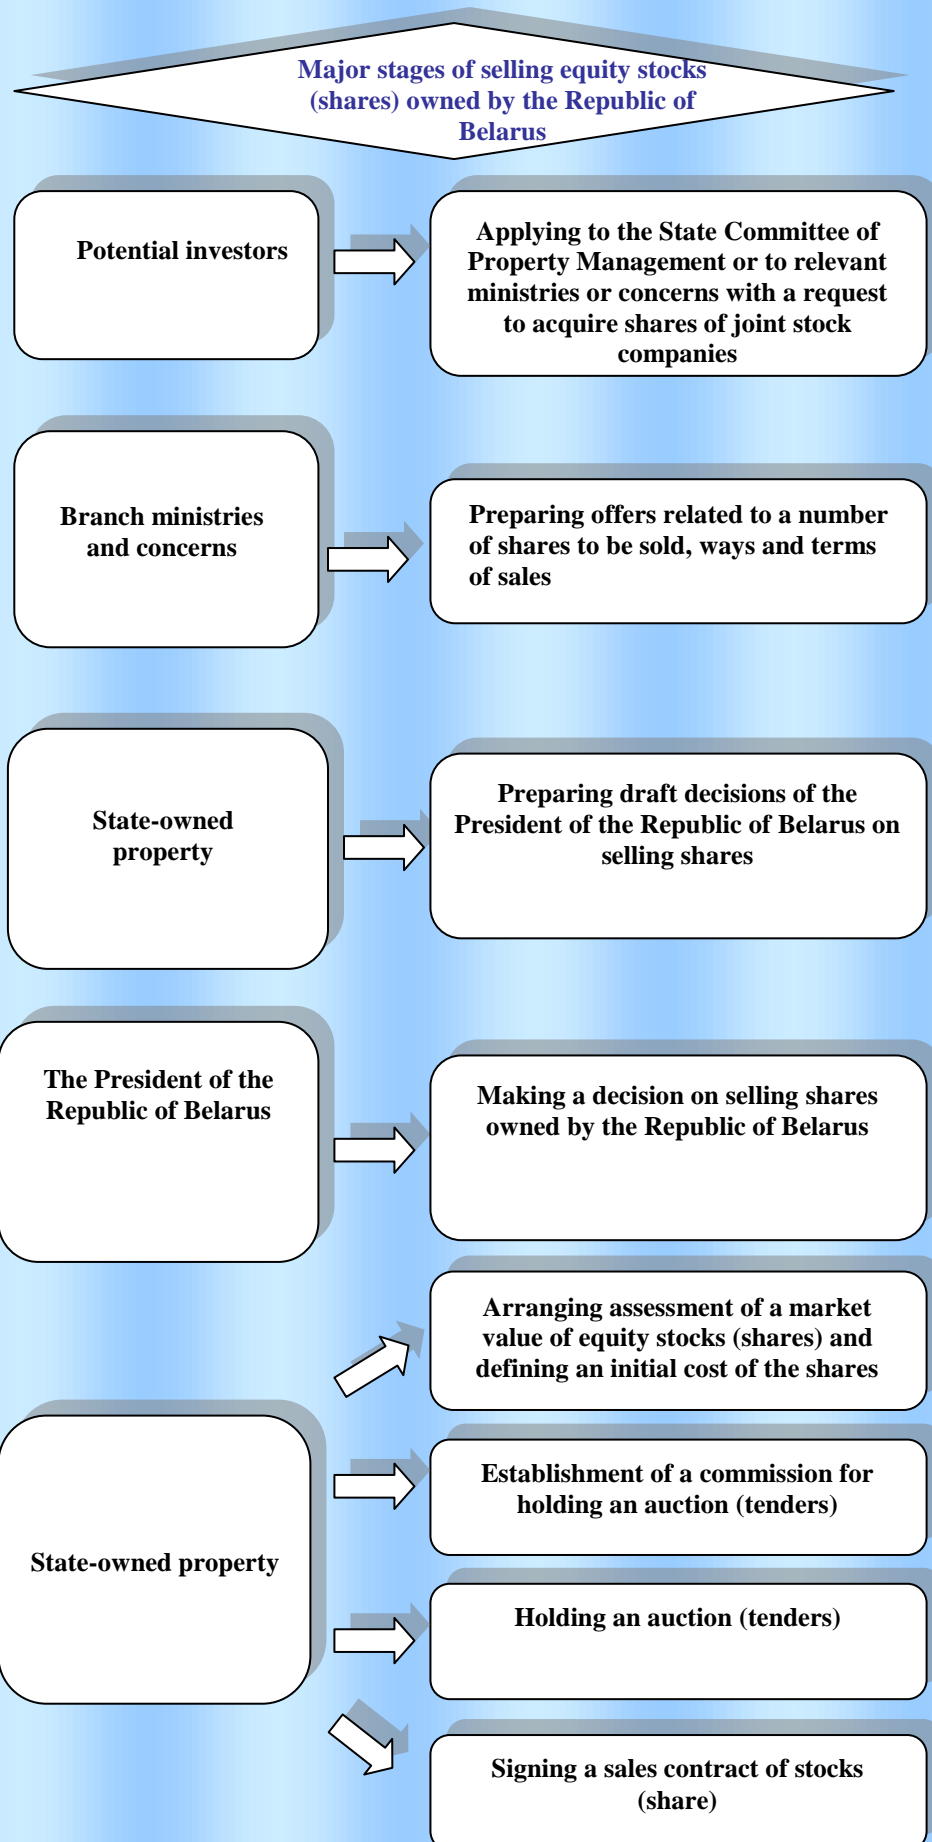 Major stages of selling equity stocks
(shares) owned by the Republic of
Belarus
Potential investors
Applying to the State Committee of
Property Management or to relevant
ministries or concerns with a request
to acquire shares of joint stock
companies
Branch ministries
and concerns
Preparing offers related to a number
of shares to be sold, ways and terms
of sales
State-owned
property
Preparing draft decisions of the
President of the Republic of Belarus on
selling shares
The President of the
Republic of Belarus
Making a decision on selling shares
owned by the Republic of Belarus
State-owned property
Arranging assessment of a market
value of equity stocks (shares) and
defining an initial cost of the shares
Establishment of a commission for
holding an auction (tenders)
Holding an auction (tenders)
Signing a sales contract of stocks
(share)